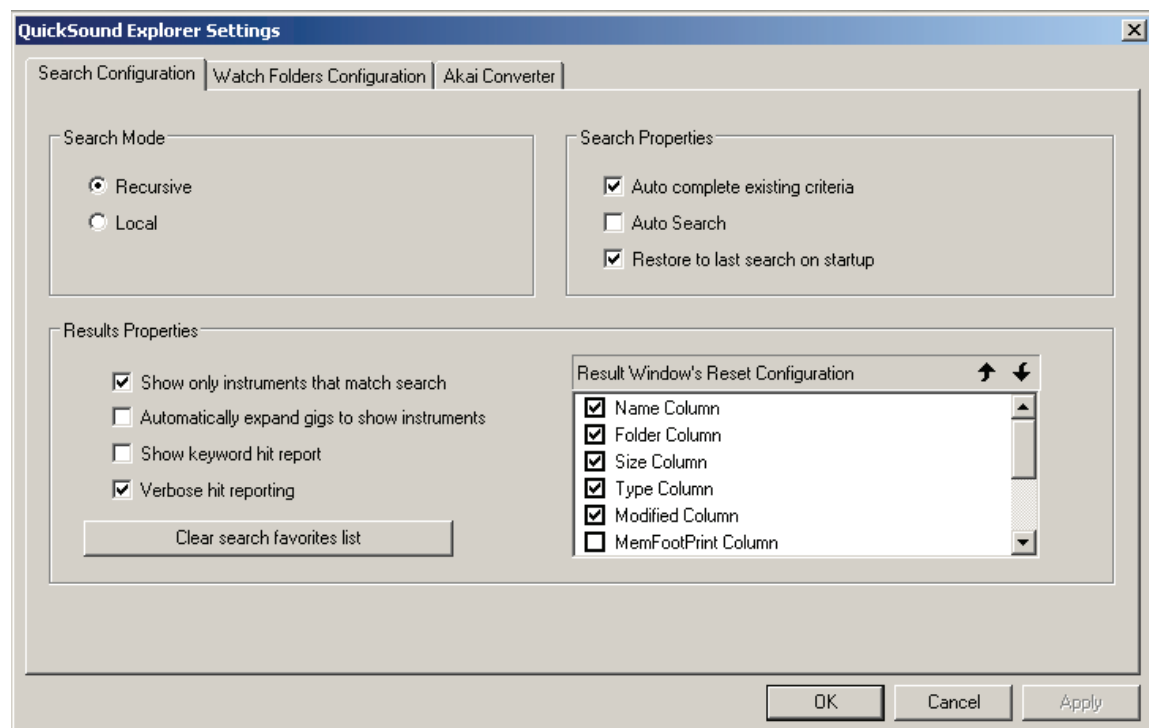 QuickSound Explorer Settings
Search Configuration
Watch Folders Configuration
Akai Converter
Search Mode
Recursive
Local
Search Properties
Auto complete existing criteria
Auto Search
Restore to last search on startup
Results Properties
Show only instruments that match search
Automatically expand gigs to show instruments
Show keyword hit report
Verbose hit reporting
Clear search favorites list
Result Window's Reset Configuration
Name Column
Folder Column
Size Column
Type Column
Modified Column
MemFootPrint Column
OK
Cancel
Apply